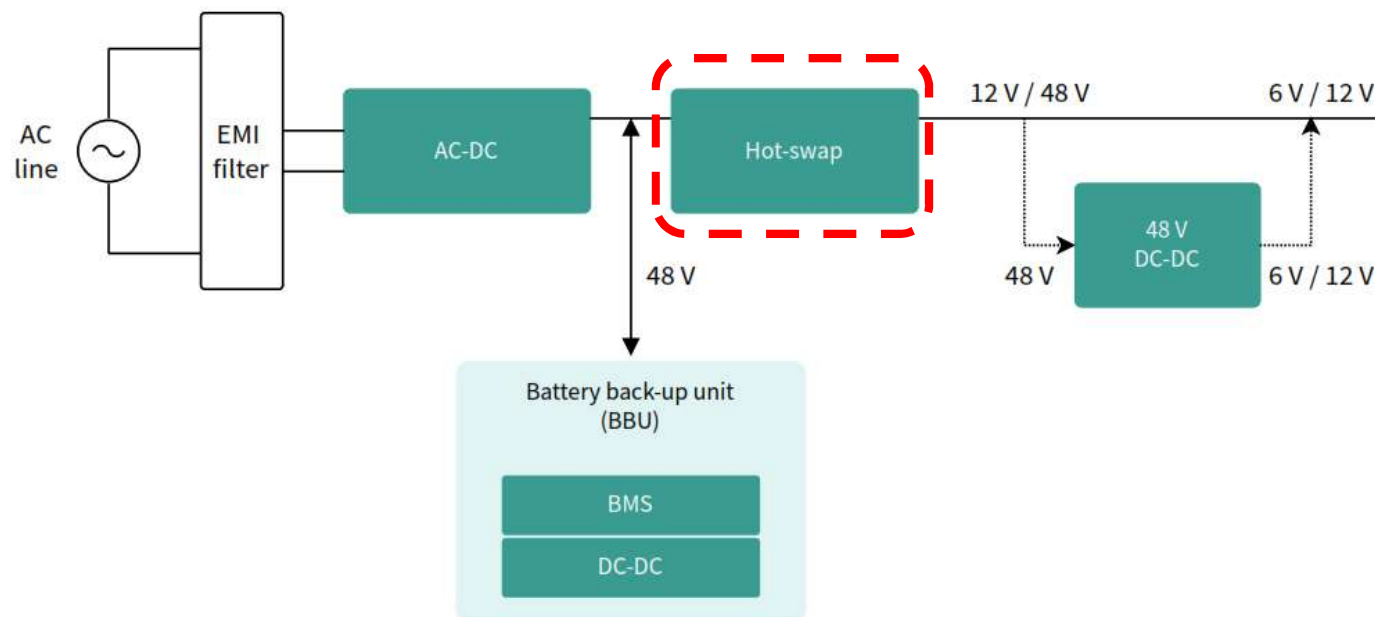 AC
line
EMI
filter
AC-DC
Hot-swap
12 V / 48 V
6 V / 12 V
48 V
DC-DC
48 V
6 V / 12 V
48 V
Battery back-up unit
(BBU)
BMS
DC-DC